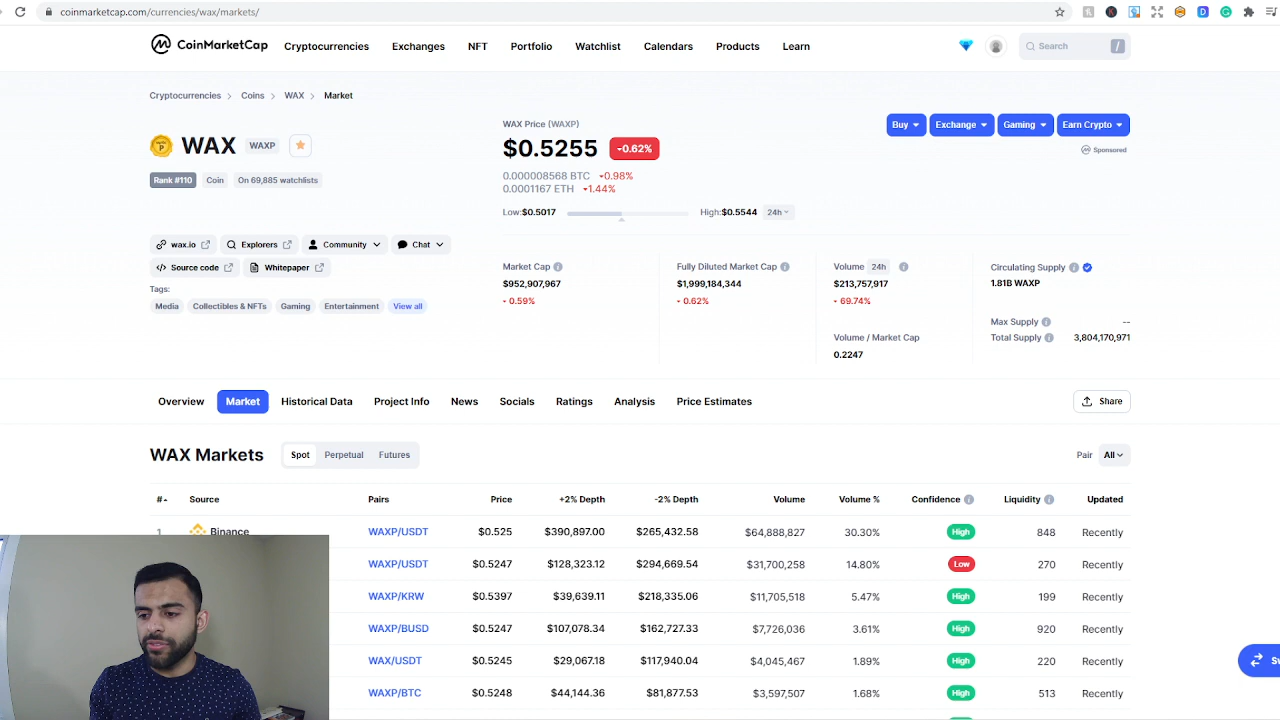 coinmarketcap.com/currencies/wax/markets/
CoinMarketCap Cryptocurrencies Exchanges NFT Portfolio Watchlist Calendars Products Learn Search /
Cryptocurrencies > Coins > WAX > Market
WAX WAXP
Rank #110 Coin On 69,885 watchlists
wax.io Explorers Community Chat
Source code Whitepaper
Tags:
Media Collectibles & NFTs Gaming Entertainment View all
WAX Price (WAXP)
$0.5255 0.62%
0.000008568 BTC 0.98%
0.0001167 ETH 1.44%
Low:$0.5017 High:$0.5544 24h
Buy Exchange Gaming Earn Crypto
Sponsored
Market Cap
$952,907,967
0.59%
Fully Diluted Market Cap
$1,999,184,344
0.62%
Volume 24h
$213,757,917
69.74%
Volume / Market Cap
0.2247
Circulating Supply
1.81B WAXP
Max Supply --
Total Supply 3,804,170,971
Overview Market Historical Data Project Info News Socials Ratings Analysis Price Estimates Share
WAX Markets Spot Perpetual Futures Pair All
# Source Pairs Price +2% Depth -2% Depth Volume Volume % Confidence Liquidity Updated
1 Binance WAXP/USDT $0.525 $390,897.00 $265,432.58 $64,888,827 30.30% High 848 Recently
WAXP/USDT $0.5247 $128,323.12 $294,669.54 $31,700,258 14.80% Low 270 Recently
WAXP/KRW $0.5397 $39,639.11 $218,335.06 $11,705,518 5.47% High 199 Recently
WAXP/BUSD $0.5247 $107,078.34 $162,727.33 $7,726,036 3.61% High 920 Recently
WAX/USDT $0.5245 $29,067.18 $117,940.04 $4,045,467 1.89% High 220 Recently
WAXP/BTC $0.5248 $44,144.36 $81,877.53 $3,597,507 1.68% High 513 Recently